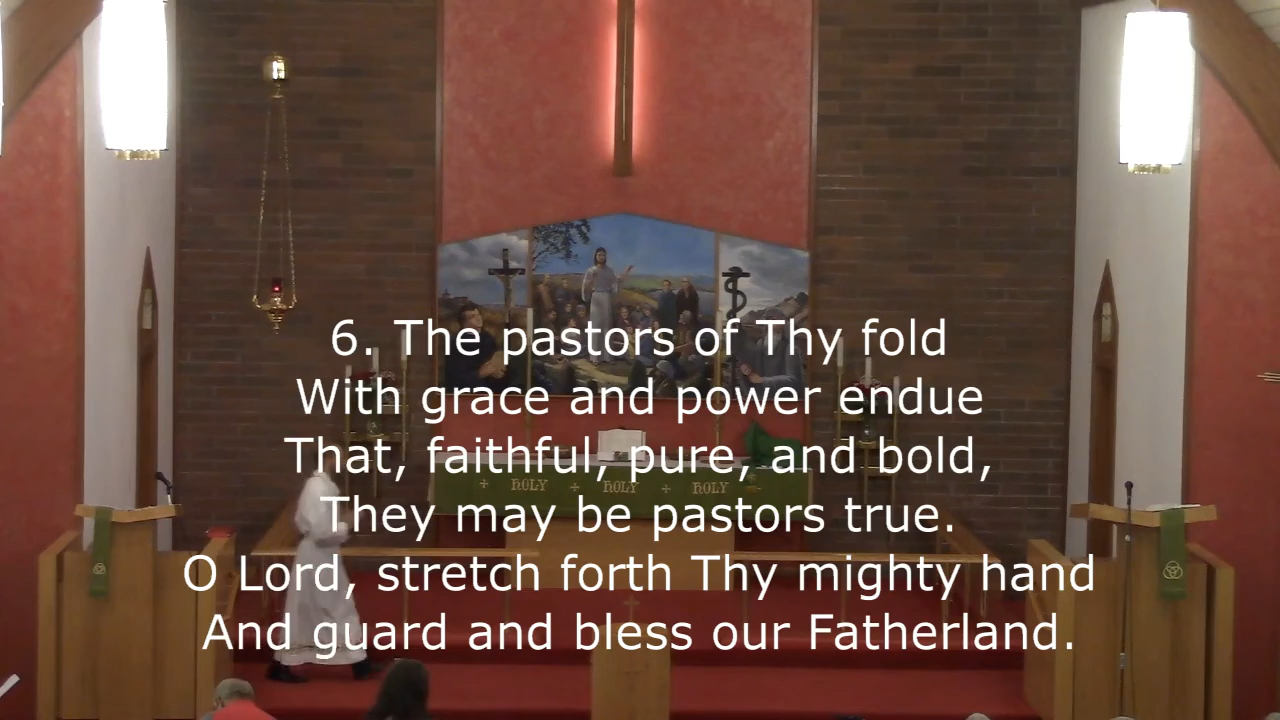 6. The pastors of Thy fold
With grace and power endue
That, faithful, pure, and bold,
They may be pastors true.
O Lord, stretch forth Thy mighty hand
And guard and bless our Fatherland.
HOLY HOLY HOLY